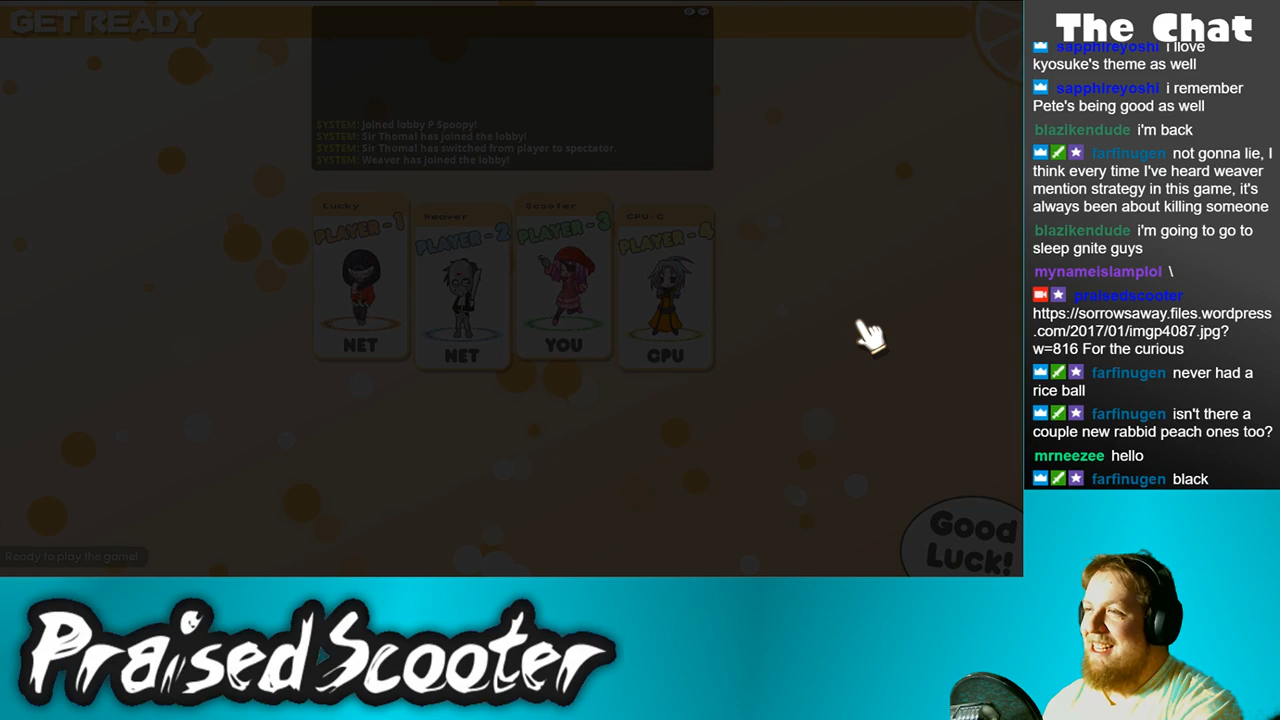 GET READY
SYSTEM: Joined lobby P Spoopy!
SYSTEM: Sir Thomal has joined the lobby!
SYSTEM: Sir Thomal has switched from player to spectator.
SYSTEM: Weaver has joined the lobby!
Lucky
PLAYER-1
NET
Weaver
PLAYER-2
NET
Scooter
PLAYER-3
YOU
CPU-C
PLAYER-4
CPU
Ready to play the game!
Good
LUCK!
The Chat
sapphireyoshi i llove
kyosuke's theme as well
sapphireyoshi i remember
Pete's being good as well
blazikendude i'm back
farfinugen not gonna lie, I
think every time I've heard weaver
mention strategy in this game, it's
always been about killing someone
blazikendude i'm going to go to
sleep gnite guys
mynameislamplol \
praisedscooter
https://sorrowsaway.files.wordpress
.com/2017/01/imgp4087.jpg?
w=816 For the curious
farfinugen never had a
rice ball
farfinugen isn't there a
couple new rabbid peach ones too?
mrneezee hello
farfinugen black
PraisedScooter